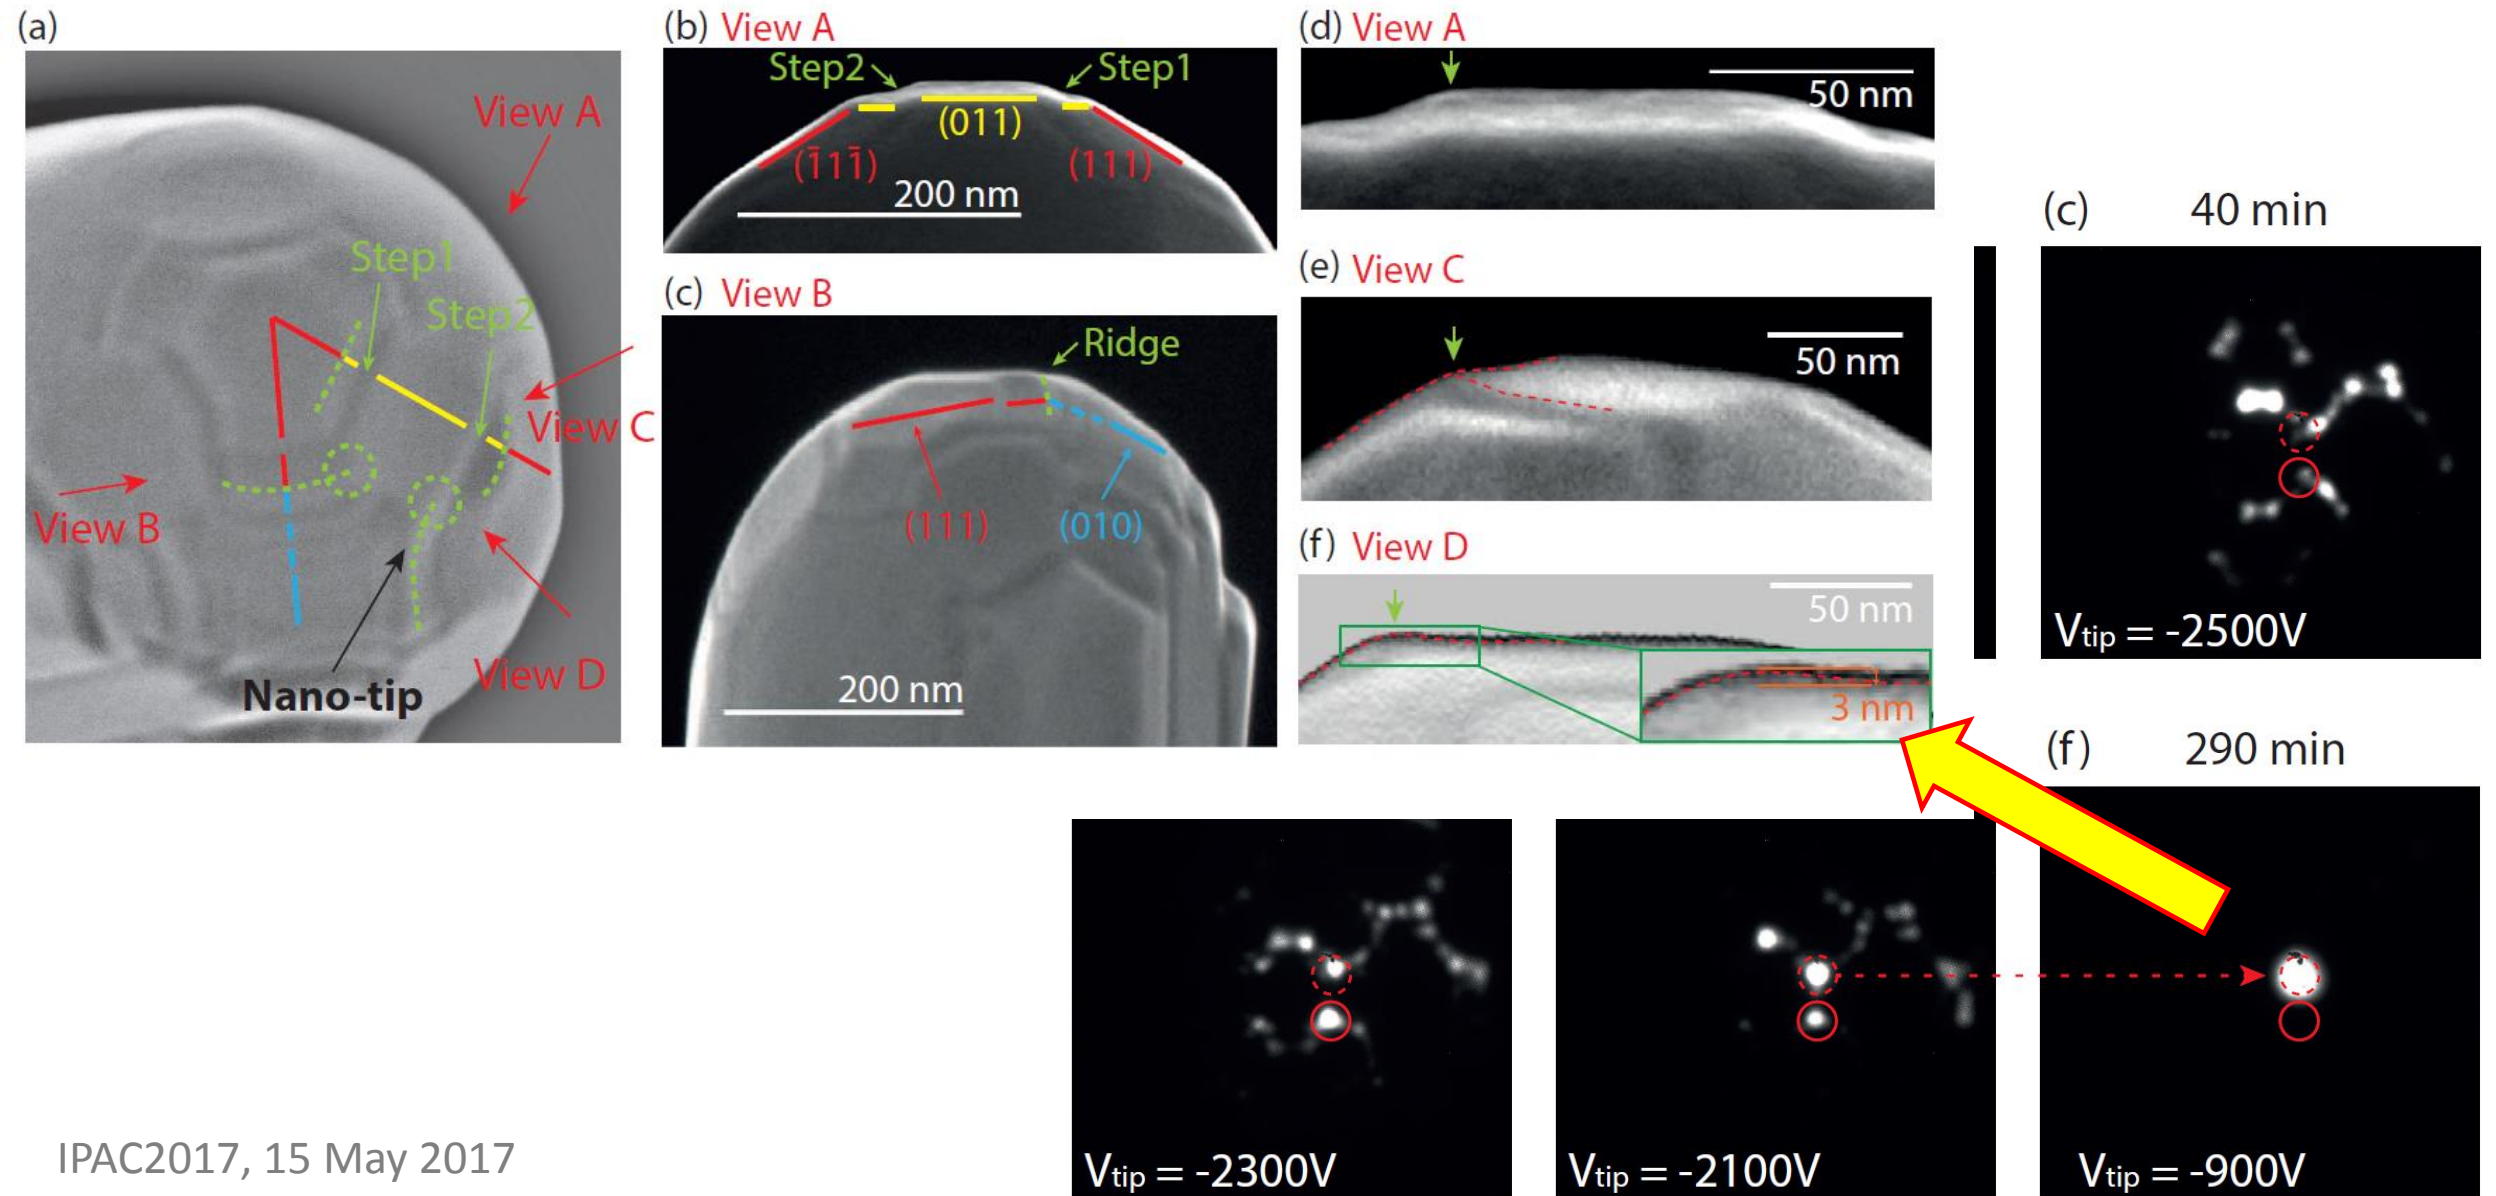 (a)
View A
Step1
Step2
View C
View B
View D
Nano-tip
(b) View A
Step2
Step1
(011)
(1̄11̄)
(111)
200 nm
(c) View B
Ridge
(111)
(010)
200 nm
(d) View A
50 nm
(e) View C
50 nm
(f) View D
50 nm
3 nm
(c) 40 min
Vtip = -2500V
(f) 290 min
Vtip = -2300V
Vtip = -2100V
Vtip = -900V
IPAC2017, 15 May 2017